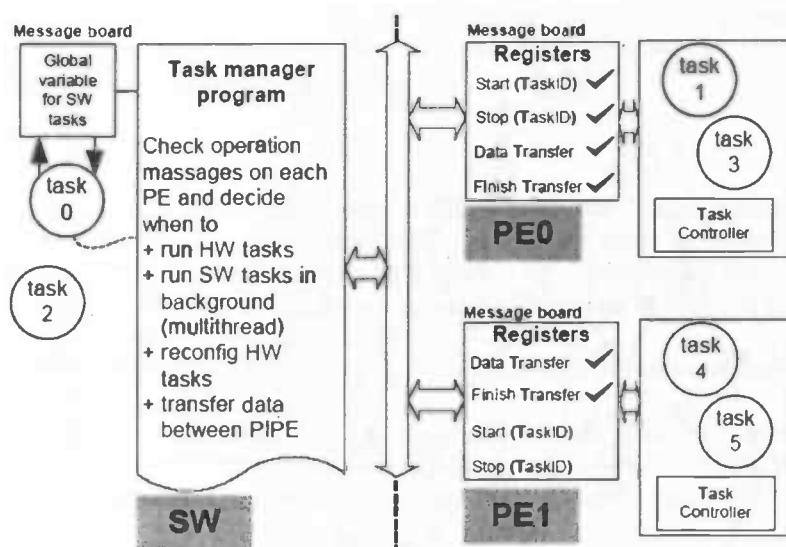 Message board
Global
variable
for SW
tasks
task
0
task
2
Task manager
program
Check operation
massages on each
PE and decide
when to
+ run HW tasks
+ run SW tasks in
background
(multithread)
+ reconfig HW
tasks
+ transfer data
between PIPE
SW
Message board
Registers
Start (TaskID) ✓
Stop (TaskID) ✓
Data Transfer ✓
Finish Transfer ✓
PE0
task
1
task
3
Task
Controller
Message board
Registers
Data Transfer ✓
Finish Transfer ✓
Start (TaskID)
Stop (TaskID)
PE1
task
4
task
5
Task
Controller